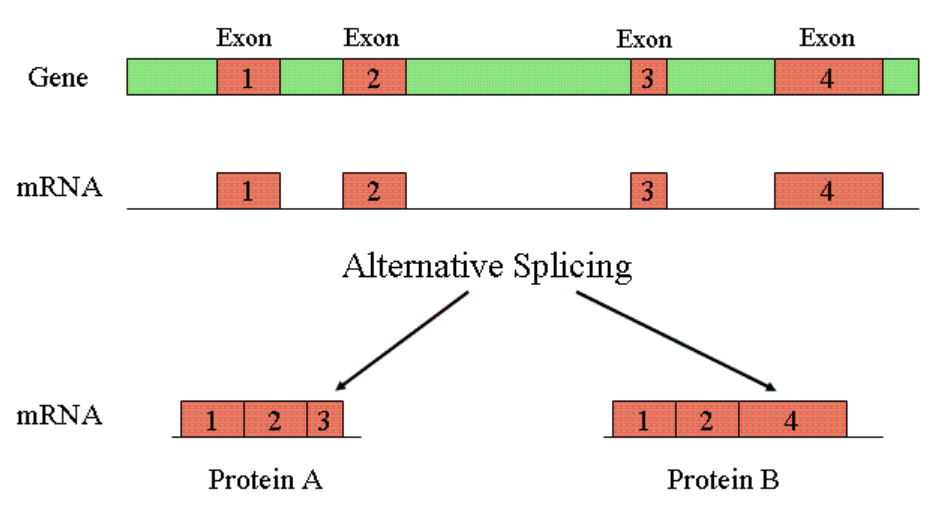 Exon Exon Exon Exon
Gene 1 2 3 4
mRNA 1 2 3 4
Alternative Splicing
mRNA 1 2 3 1 2 4
Protein A Protein B